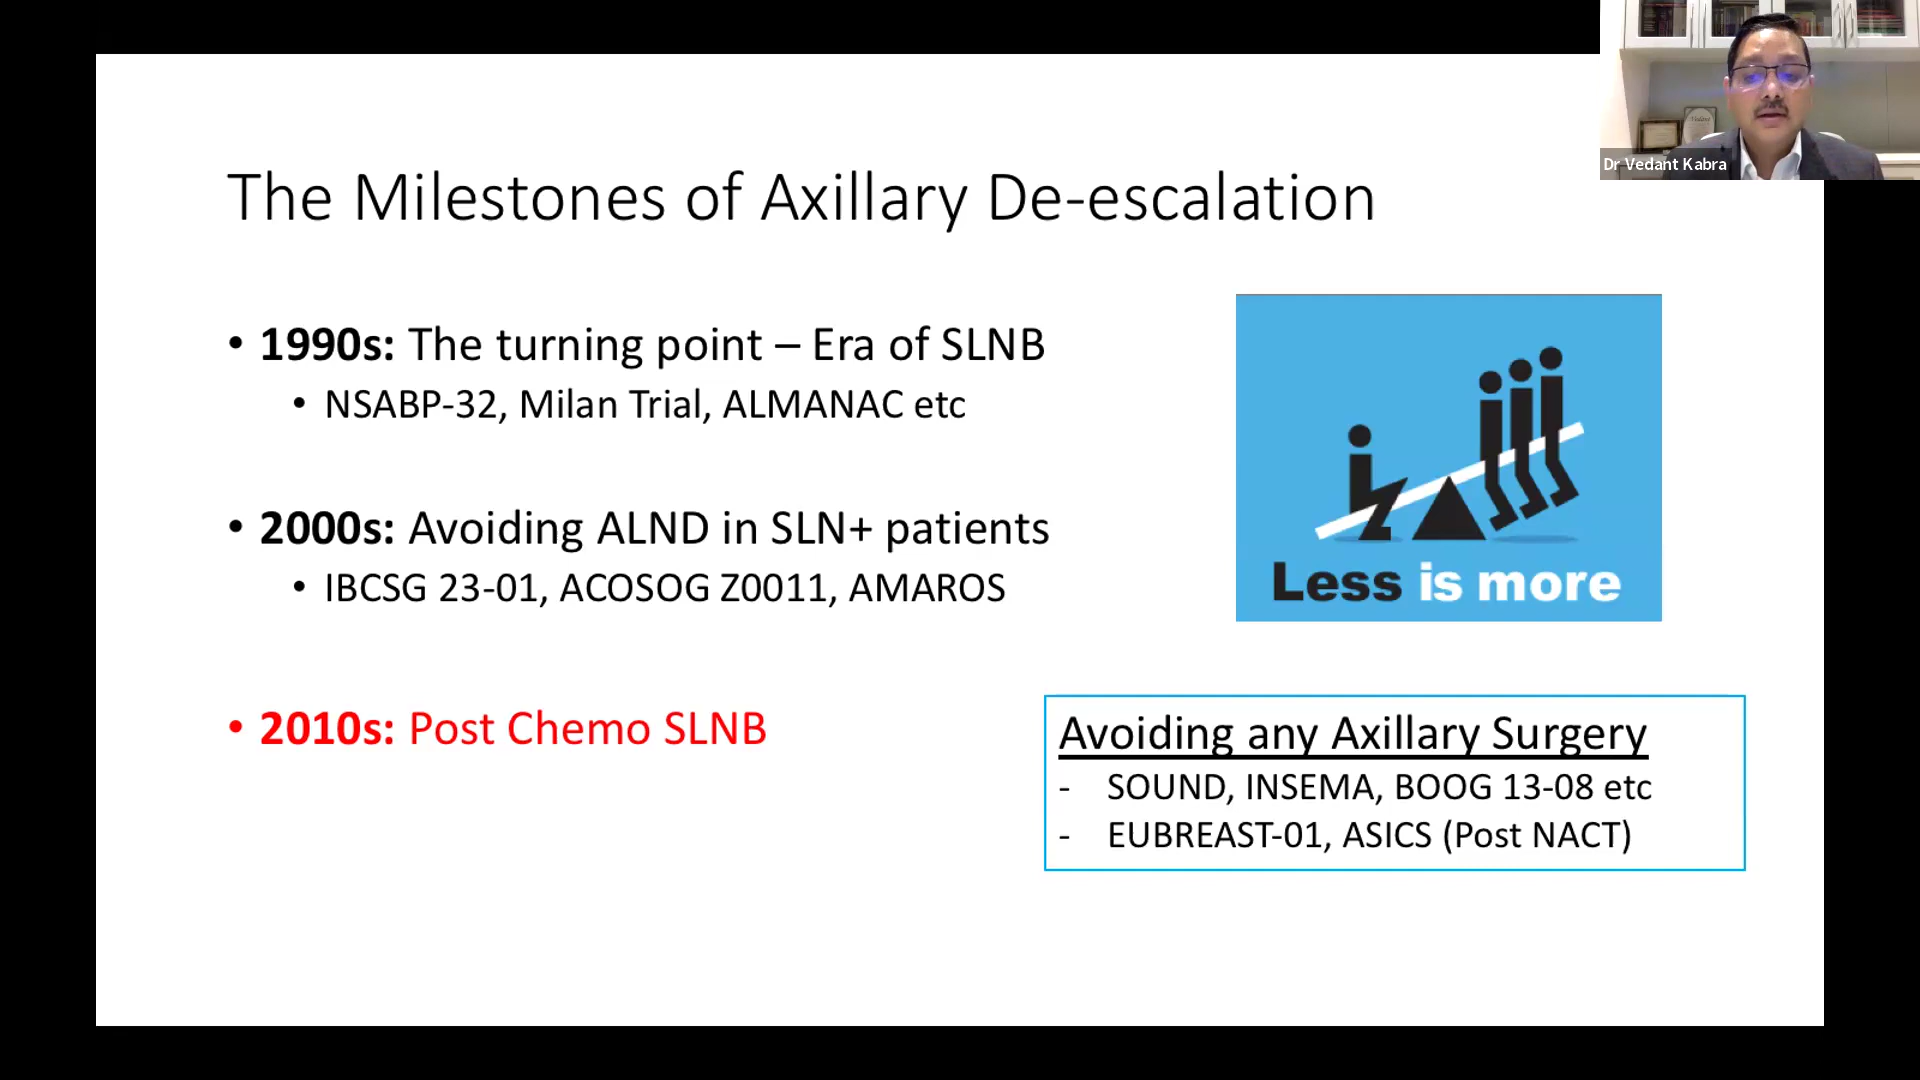 Dr Vedant Kabra
The Milestones of Axillary De-escalation
• 1990s: The turning point – Era of SLNB
• NSABP-32, Milan Trial, ALMANAC etc
• 2000s: Avoiding ALND in SLN+ patients
• IBCSG 23-01, ACOSOG Z0011, AMAROS
Less is more
• 2010s: Post Chemo SLNB
Avoiding any Axillary Surgery
- SOUND, INSEMA, BOOG 13-08 etc
- EUBREAST-01, ASICS (Post NACT)